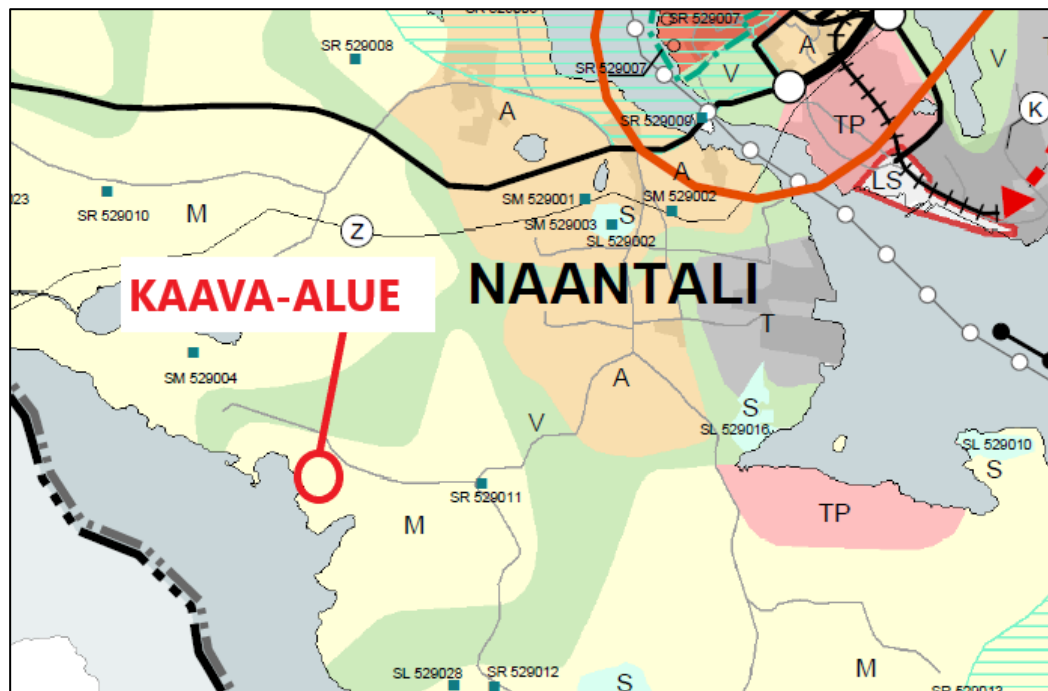 SR 529007
SR 529008
A
V
V
SR 529007
A
SR 529009
TP
K
A
LS
SM 529001
SM 529002
SR 529010
M
S
SM 529003
SL 529002
Z
KAAVA-ALUE
NAANTALI
T
SM 529004
A
V
S
SL 529016
SL 529010
S
SR 529011
M
TP
SL 529028
SR 529012
S
M